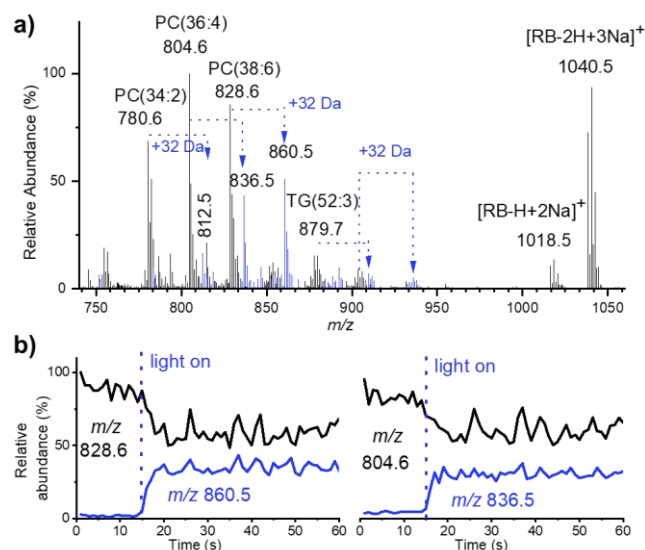 a)
PC(36:4)
804.6
[RB-2H+3Na]+
1040.5
100
PC(38:6)
828.6
PC(34:2)
780.6
+32 Da
+32 Da
860.5
+32 Da
836.5
TG(52:3)
879.7
812.5
[RB-H+2Na]+
1018.5
50
0
Relative Abundance (%)
750
800
850
900
950
1000
1050
m/z
b)
light on
light on
100
50
0
Relative
abundance (%)
m/z
828.6
m/z 860.5
m/z
804.6
m/z 836.5
0 10 20 30 40 50 60
0 10 20 30 40 50 60
Time (s)
Time (s)